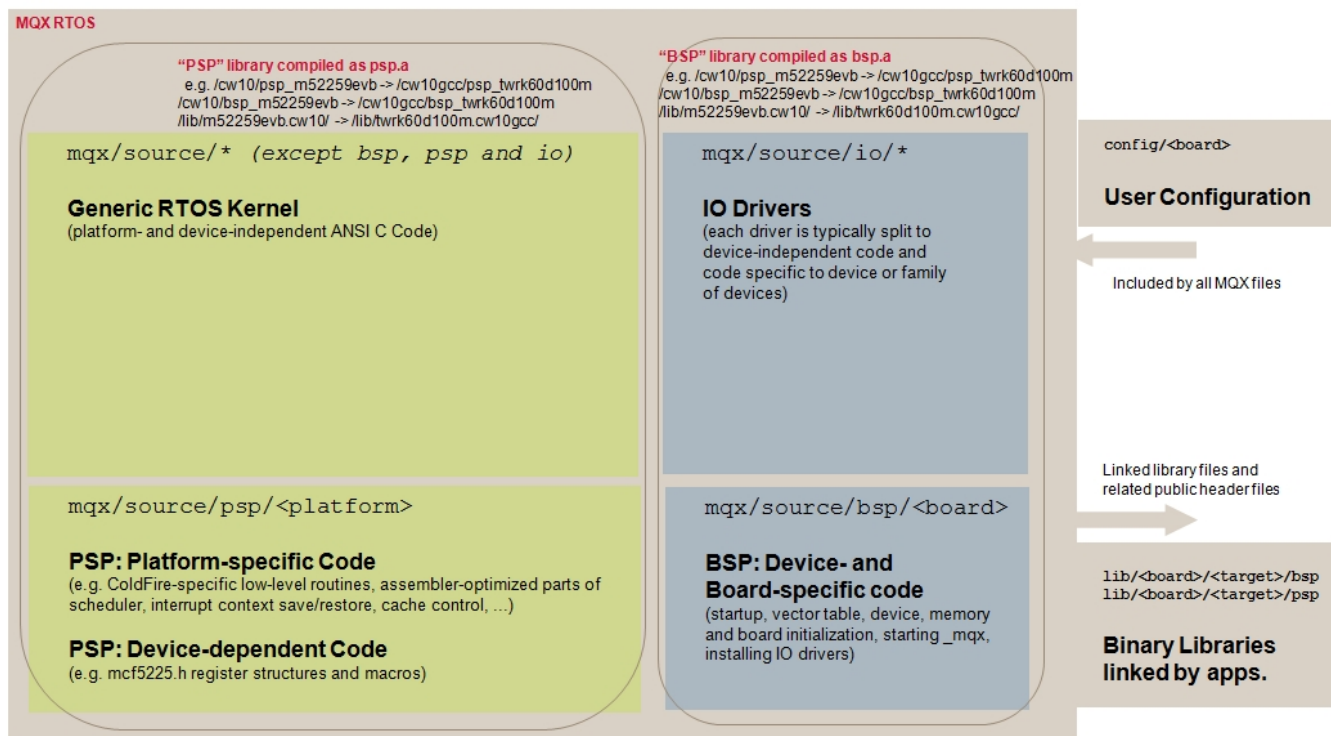 MQX RTOS
“PSP” library compiled as psp.a
e.g. /cw10/psp_m52259evb -> /cw10gcc/psp_twrk60d100m
/cw10/bsp_m52259evb -> /cw10gcc/bsp_twrk60d100m
/lib/m52259evb.cw10/ -> /lib/twrk60d100m.cw10gcc/
mqx/source/* (except bsp, psp and io)
Generic RTOS Kernel
(platform- and device-independent ANSI C Code)
mqx/source/psp/<platform>
PSP: Platform-specific Code
(e.g. ColdFire-specific low-level routines, assembler-optimized parts of
scheduler, interrupt context save/restore, cache control, ...)
PSP: Device-dependent Code
(e.g. mcf5225.h register structures and macros)
“BSP” library compiled as bsp.a
e.g. /cw10/psp_m52259evb -> /cw10gcc/psp_twrk60d100m
/cw10/bsp_m52259evb -> /cw10gcc/bsp_twrk60d100m
/lib/m52259evb.cw10/ -> /lib/twrk60d100m.cw10gcc/
mqx/source/io/*
IO Drivers
(each driver is typically split to
device-independent code and
code specific to device or family
of devices)
mqx/source/bsp/<board>
BSP: Device- and
Board-specific code
(startup, vector table, device, memory
and board initialization, starting _mqx,
installing IO drivers)
config/<board>
User Configuration
Included by all MQX files
Linked library files and
related public header files
lib/<board>/<target>/bsp
lib/<board>/<target>/psp
Binary Libraries
linked by apps.